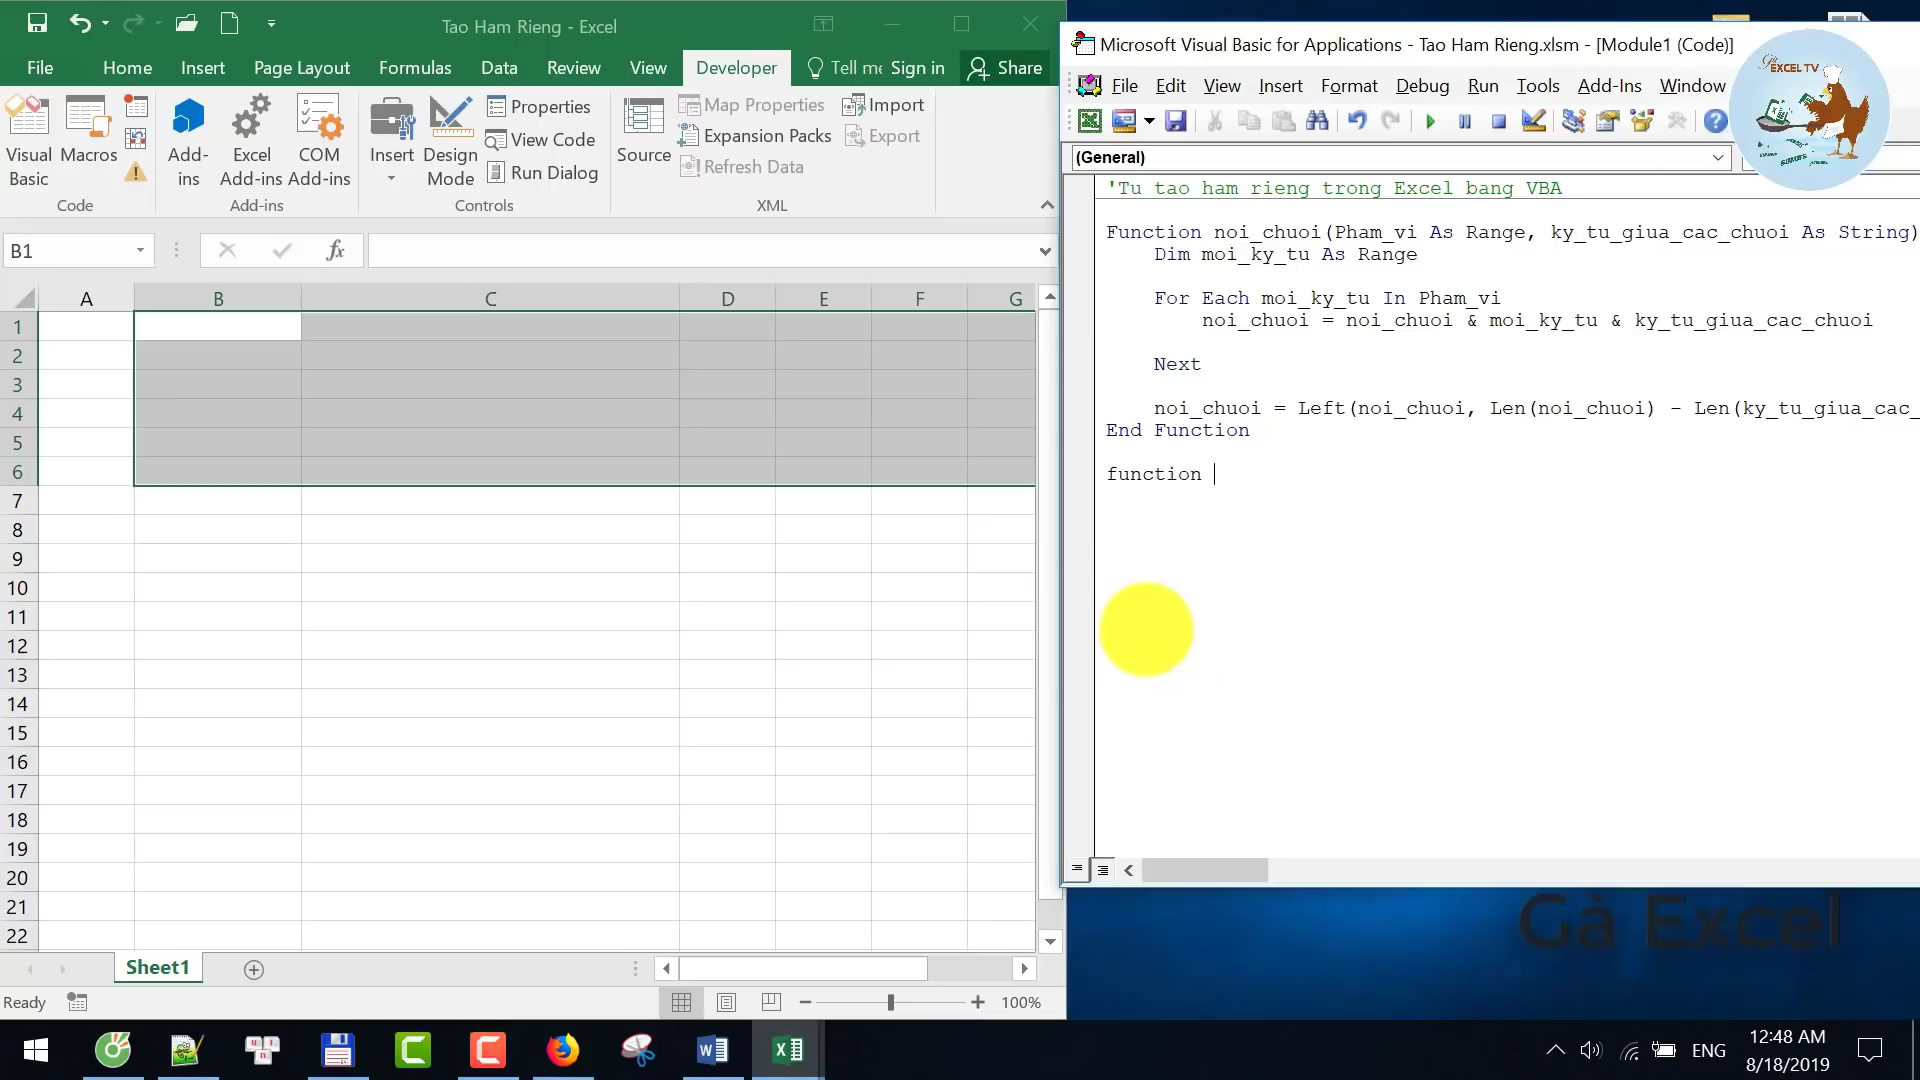 Tao Ham Rieng - Excel
File Home Insert Page Layout Formulas Data Review View Developer Tell me Sign in Share
Visual Basic
Macros
Code
Add-ins
Excel Add-ins
COM Add-ins
Add-ins
Insert
Design Mode
Properties
View Code
Run Dialog
Controls
Source
Map Properties
Expansion Packs
Refresh Data
Import
Export
XML
B1
fx
A B C D E F G
1
2
3
4
5
6
7
8
9
10
11
12
13
14
15
16
17
18
19
20
21
22
Sheet1
Ready
100%
Microsoft Visual Basic for Applications - Tao Ham Rieng.xlsm - [Module1 (Code)]
File Edit View Insert Format Debug Run Tools Add-Ins Window
Gà EXCEL TV
(General)
'Tu tao ham rieng trong Excel bang VBA
Function noi_chuoi(Pham_vi As Range, ky_tu_giua_cac_chuoi As String)
Dim moi_ky_tu As Range
For Each moi_ky_tu In Pham_vi
noi_chuoi = noi_chuoi & moi_ky_tu & ky_tu_giua_cac_chuoi
Next
noi_chuoi = Left(noi_chuoi, Len(noi_chuoi) - Len(ky_tu_giua_cac_
End Function
function
Gà Excel
ENG
12:48 AM
8/18/2019